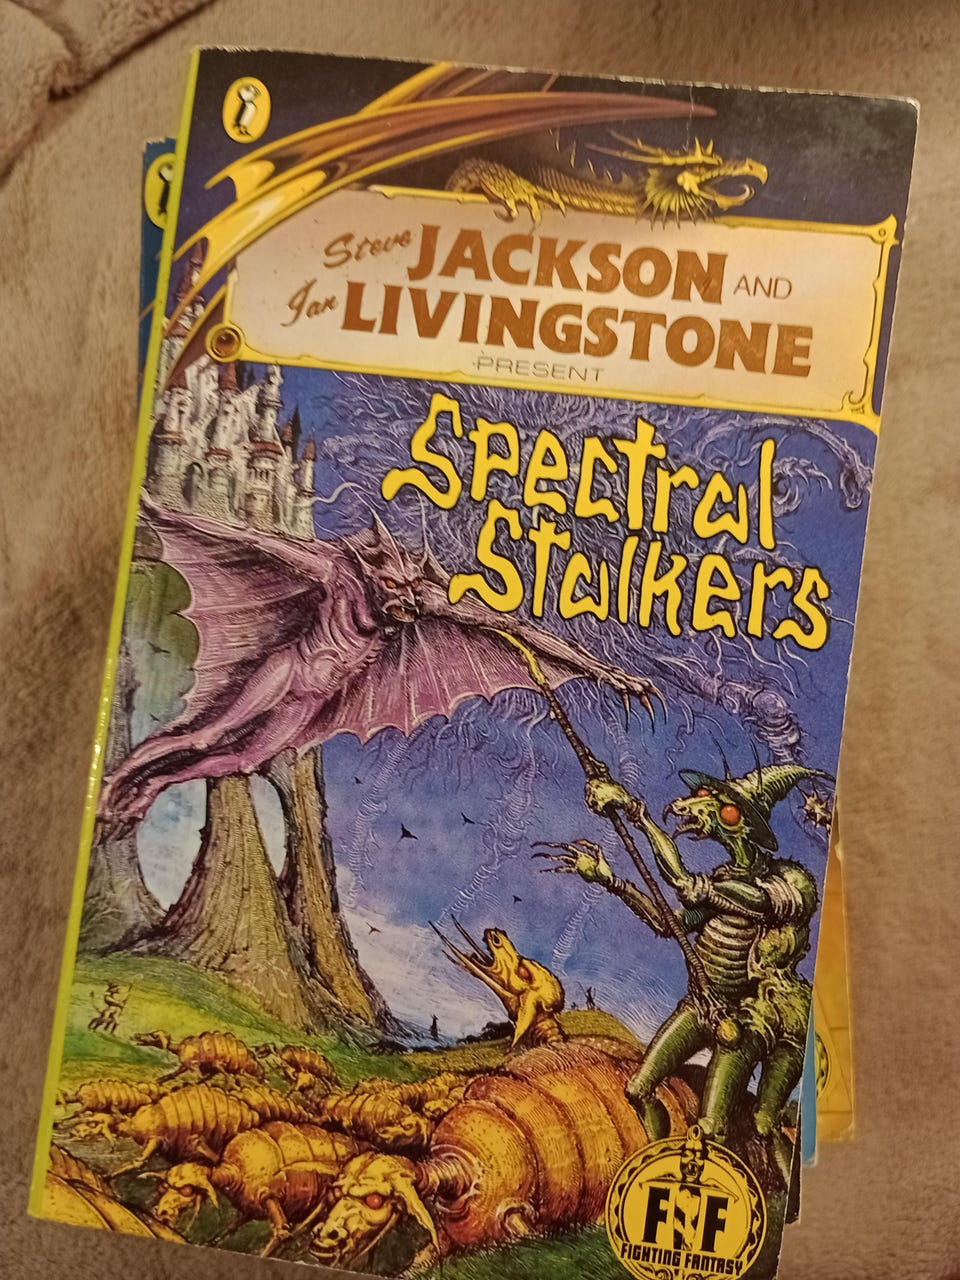 Steve JACKSON AND
Ian LIVINGSTONE
PRESENT
Spectral
Stalkers
FF
FIGHTING FANTASY